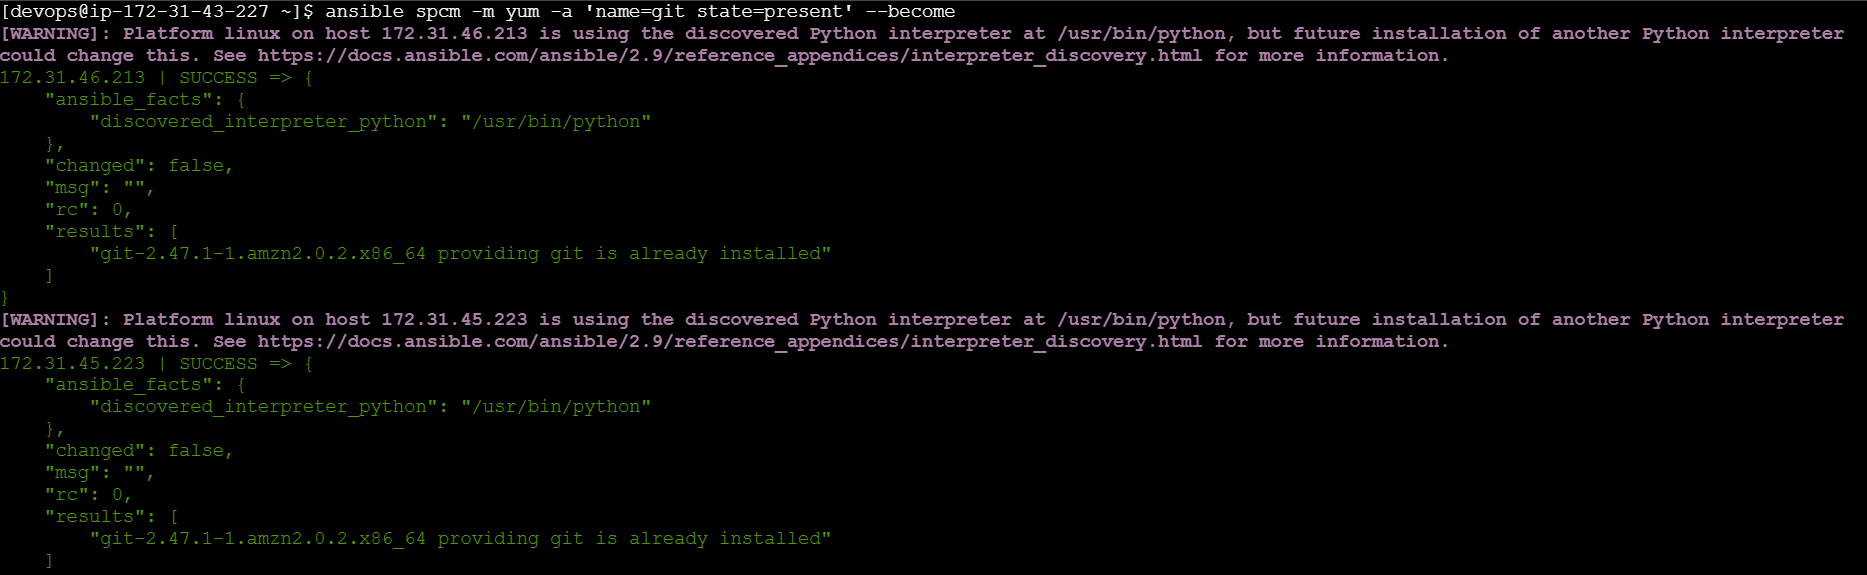 [devops@ip-172-31-43-227 ~]$ ansible spcm -m yum -a 'name=git state=present' --become
[WARNING]: Platform linux on host 172.31.46.213 is using the discovered Python interpreter at /usr/bin/python, but future installation of another Python interpreter
could change this. See https://docs.ansible.com/ansible/2.9/reference_appendices/interpreter_discovery.html for more information.
172.31.46.213 | SUCCESS => {
    "ansible_facts": {
        "discovered_interpreter_python": "/usr/bin/python"
    },
    "changed": false,
    "msg": "",
    "rc": 0,
    "results": [
        "git-2.47.1-1.amzn2.0.2.x86_64 providing git is already installed"
    ]
}
[WARNING]: Platform linux on host 172.31.45.223 is using the discovered Python interpreter at /usr/bin/python, but future installation of another Python interpreter
could change this. See https://docs.ansible.com/ansible/2.9/reference_appendices/interpreter_discovery.html for more information.
172.31.45.223 | SUCCESS => {
    "ansible_facts": {
        "discovered_interpreter_python": "/usr/bin/python"
    },
    "changed": false,
    "msg": "",
    "rc": 0,
    "results": [
        "git-2.47.1-1.amzn2.0.2.x86_64 providing git is already installed"
    ]